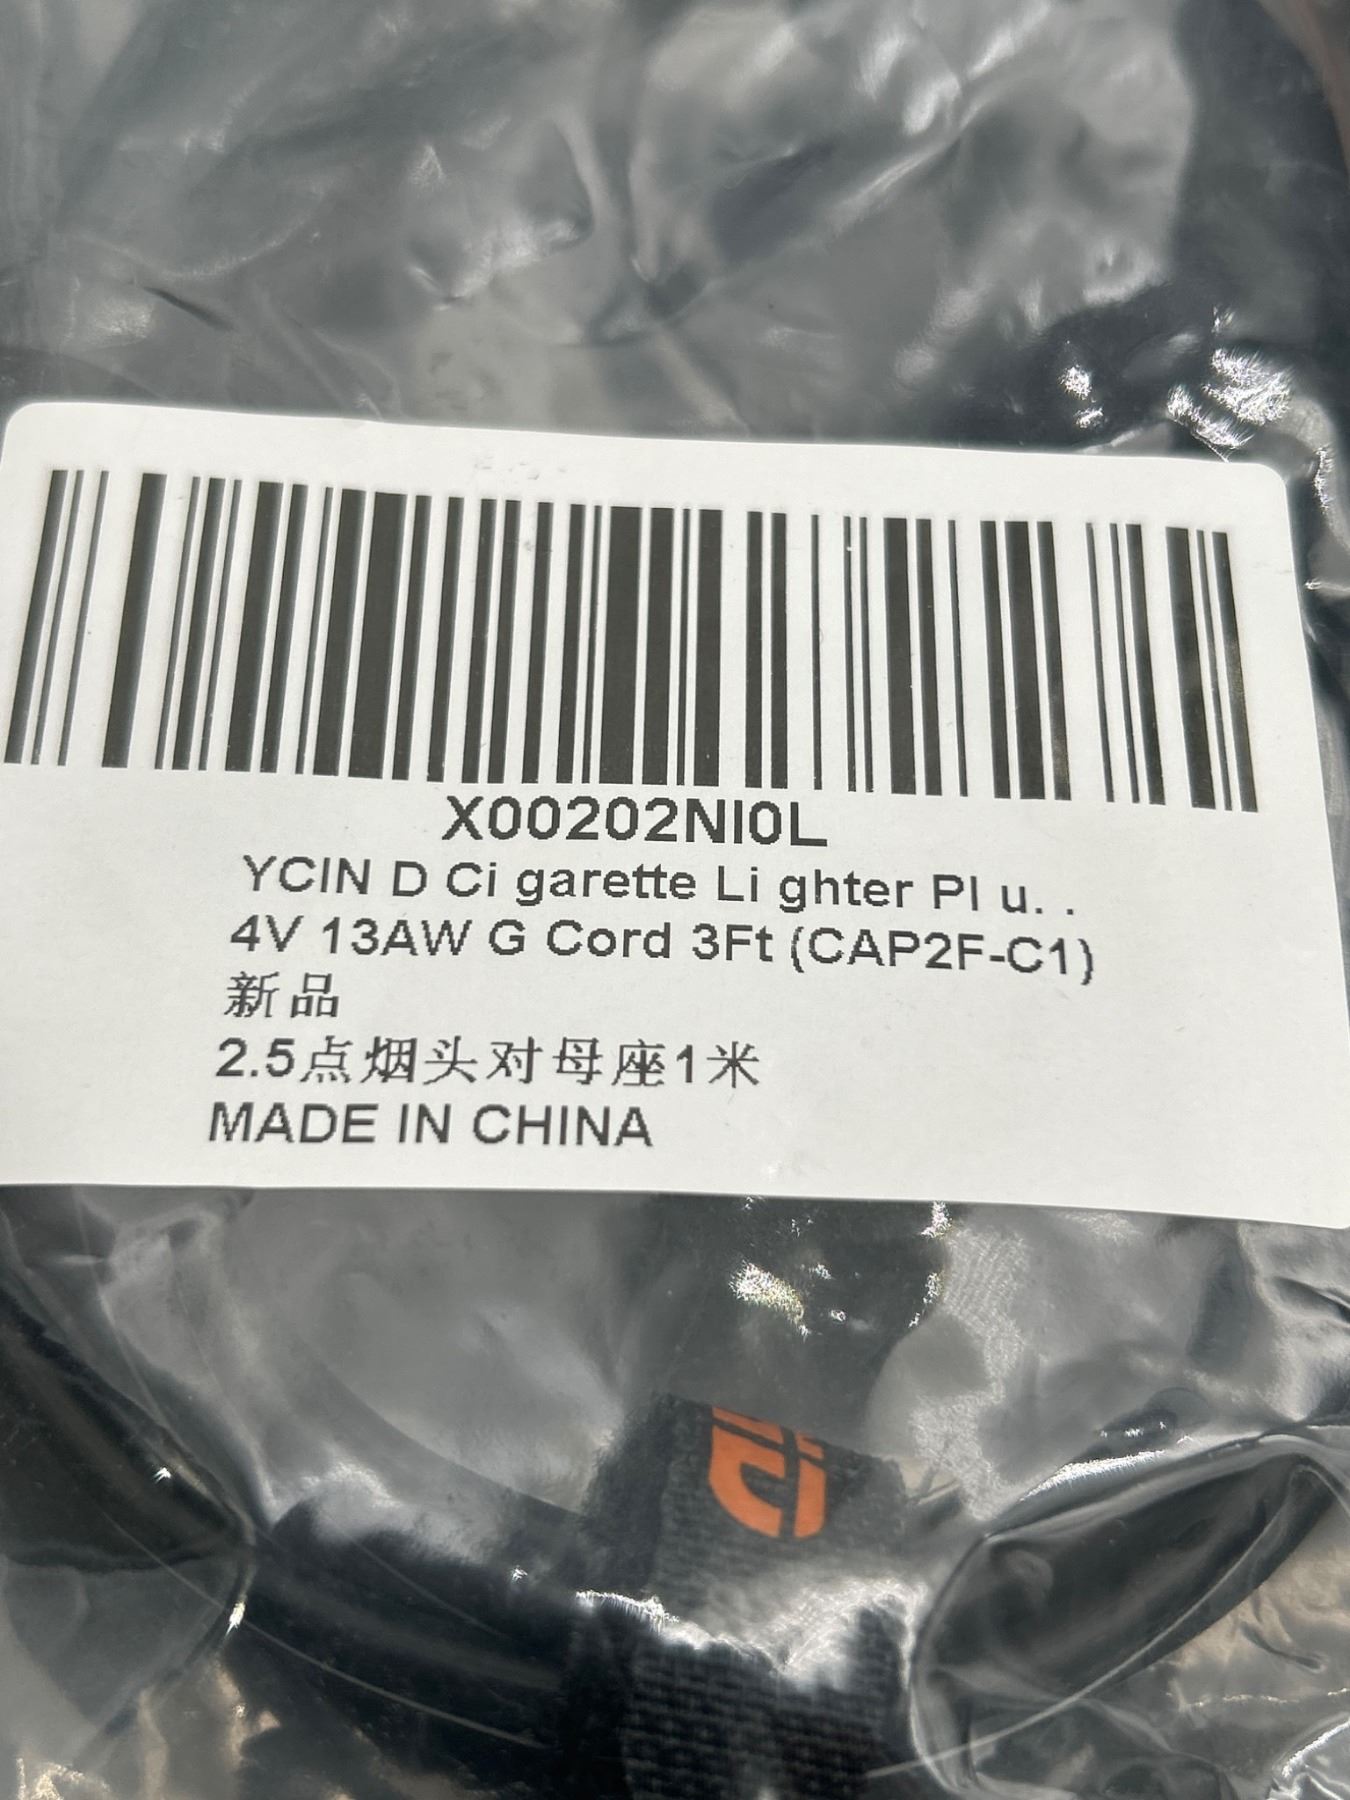 X00202NI0L
YCIN D Ci garette Li ghter Pl u. .
4V 13AW G Cord 3Ft (CAP2F-C1)
新品
2.5点烟头对母座1米
MADE IN CHINA